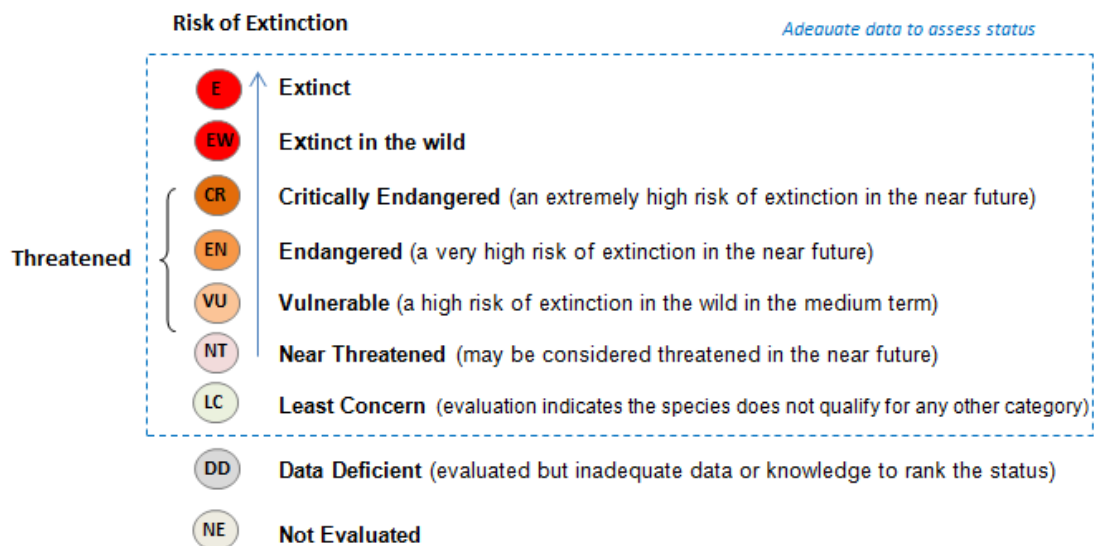 Risk of Extinction
Adeauate data to assess status
E Extinct
EW Extinct in the wild
CR Critically Endangered (an extremely high risk of extinction in the near future)
EN Endangered (a very high risk of extinction in the near future)
Threatened
VU Vulnerable (a high risk of extinction in the wild in the medium term)
NT Near Threatened (may be considered threatened in the near future)
LC Least Concern (evaluation indicates the species does not qualify for any other category)
DD Data Deficient (evaluated but inadequate data or knowledge to rank the status)
NE Not Evaluated